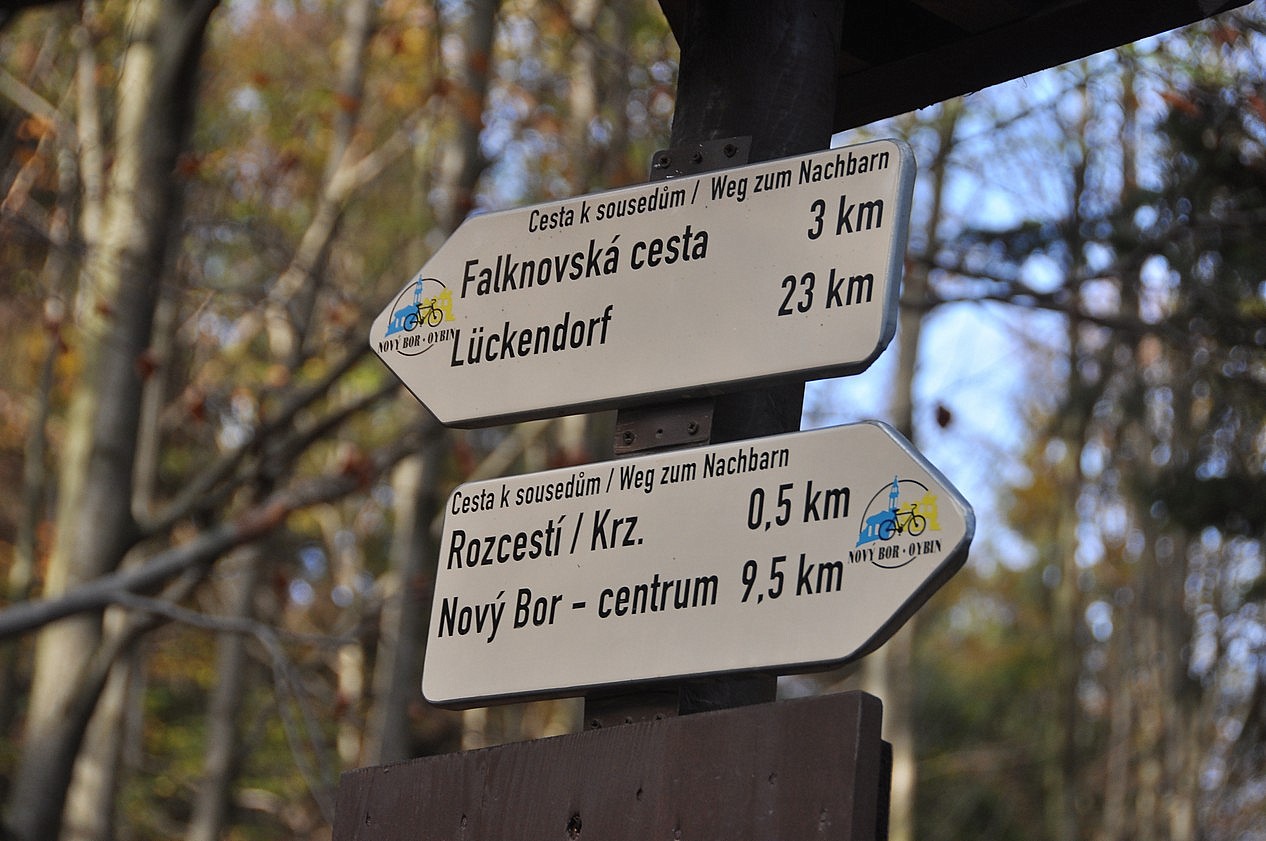 Cesta k sousedům / Weg zum Nachbarn
Falknovská cesta 3 km
Lückendorf 23 km
NOVÝ BOR · OYBIN
Cesta k sousedům / Weg zum Nachbarn
Rozcestí / Krz. 0,5 km
Nový Bor - centrum 9,5 km
NOVÝ BOR · OYBIN